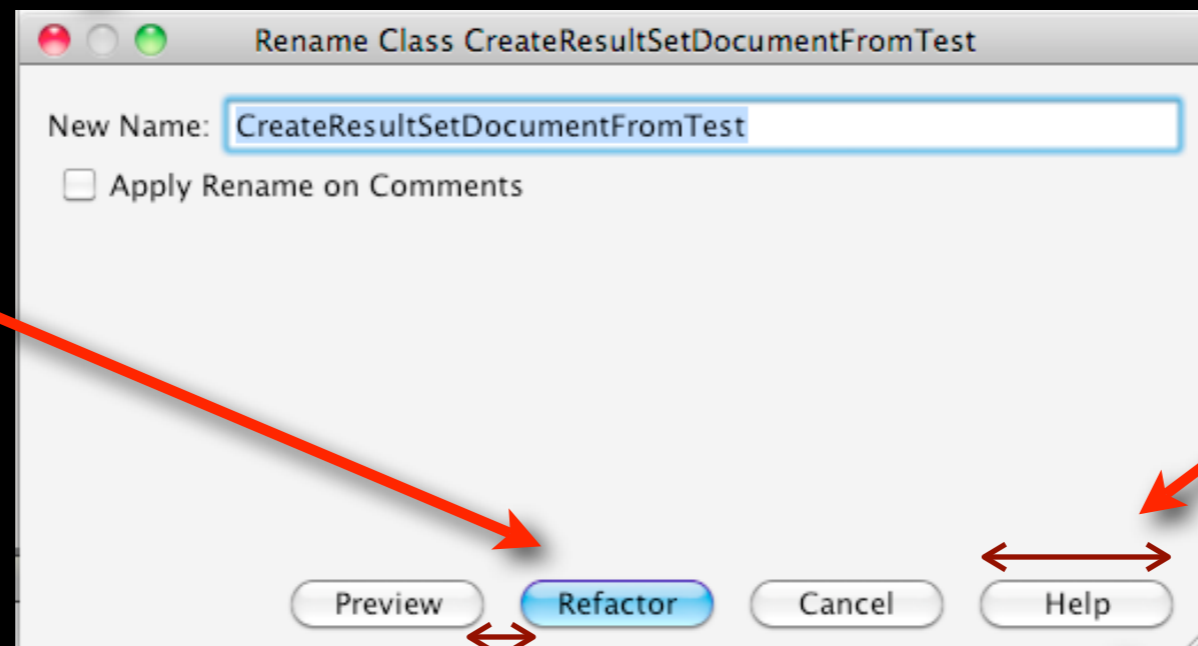 Rename Class CreateResultSetDocumentFromTest
New Name: CreateResultSetDocumentFromTest
Apply Rename on Comments
Preview Refactor Cancel Help